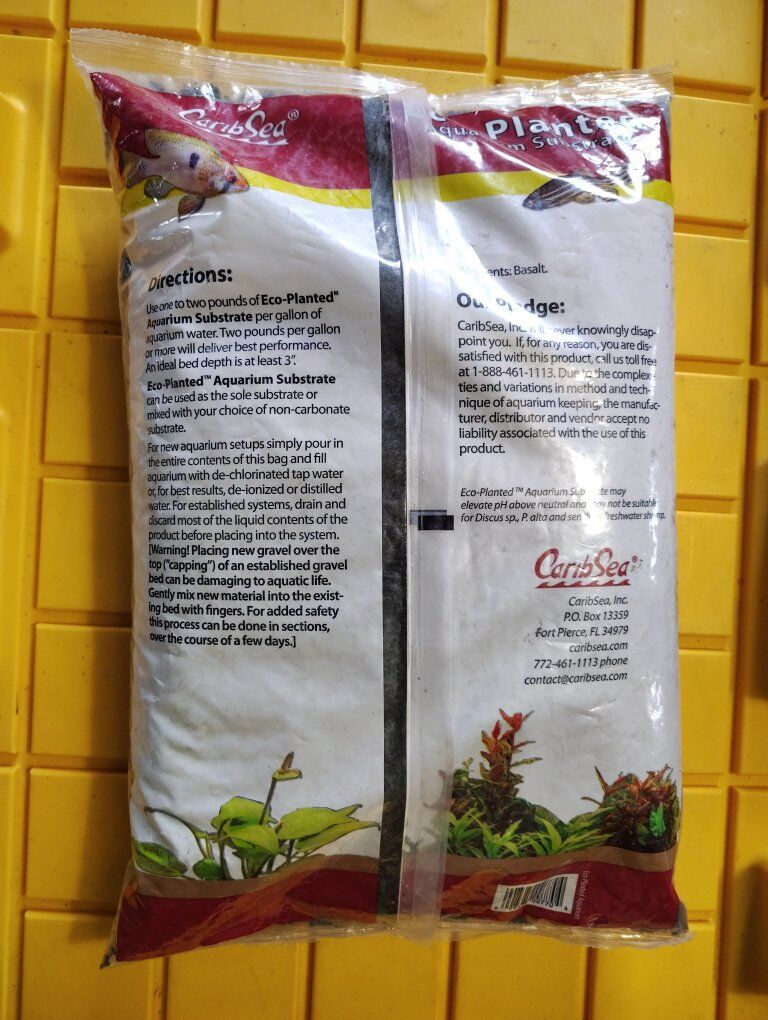 CaribSea®
Directions:
Use one to two pounds of Eco-Planted™
Aquarium Substrate per gallon of
aquarium water. Two pounds per gallon
or more will deliver best performance.
An ideal bed depth is at least 3".
Eco-Planted™ Aquarium Substrate
can be used as the sole substrate or
mixed with your choice of non-carbonate
substrate.
For new aquarium setups simply pour in
the entire contents of this bag and fill
aquarium with de-chlorinated tap water
or, for best results, de-ionized or distilled
water. For established systems, drain and
discard most of the liquid contents of the
product before placing into the system.
[Warning! Placing new gravel over the
top ("capping") of an established gravel
bed can be damaging to aquatic life.
Gently mix new material into the exist-
ing bed with fingers. For added safety
this process can be done in sections,
over the course of a few days.]
Planted
Basalt.
Our Pledge:
CaribSea, Inc. will never knowingly disap-
point you. If, for any reason, you are dis-
satisfied with this product, call us toll free
at 1-888-461-1113. Due to the complexi-
ties and variations in method and tech-
nique of aquarium keeping, the manufac-
turer, distributor and vendor accept no
liability associated with the use of this
product.
Eco-Planted™ Aquarium Substrate may
elevate pH above neutral and may not be suitable
for Discus sp., P. alta and freshwater shrimp.
CaribSea®
CaribSea, Inc.
P.O. Box 13359
Fort Pierce, FL 34979
caribsea.com
772-461-1113 phone
contact@caribsea.com